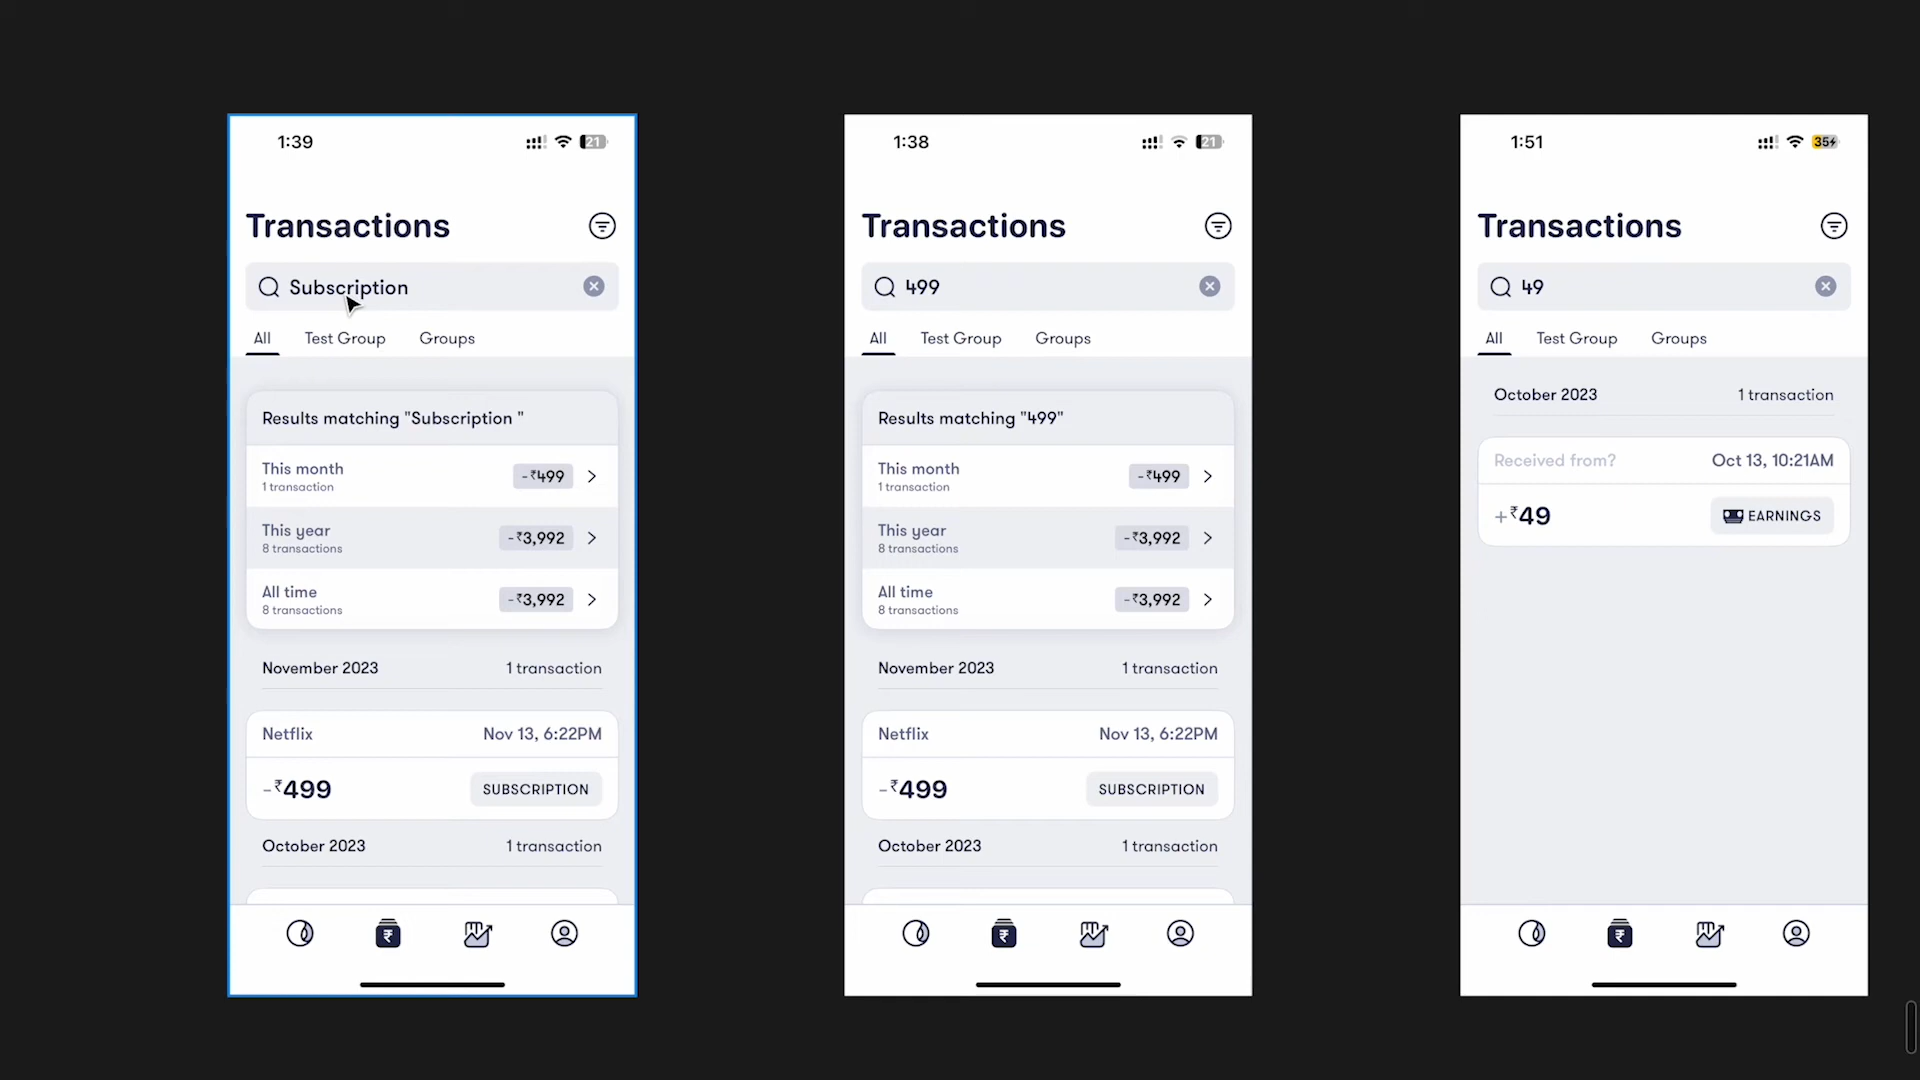 1:39
21
Transactions
Subscription
All Test Group Groups
Results matching "Subscription "
This month
1 transaction
-₹499
This year
8 transactions
-₹3,992
All time
8 transactions
-₹3,992
November 2023 1 transaction
Netflix Nov 13, 6:22PM
-₹499 SUBSCRIPTION
October 2023 1 transaction
₹
1:38
21
Transactions
499
All Test Group Groups
Results matching "499"
This month
1 transaction
-₹499
This year
8 transactions
-₹3,992
All time
8 transactions
-₹3,992
November 2023 1 transaction
Netflix Nov 13, 6:22PM
-₹499 SUBSCRIPTION
October 2023 1 transaction
₹
1:51
35
Transactions
49
All Test Group Groups
October 2023 1 transaction
Received from? Oct 13, 10:21AM
+₹49 EARNINGS
₹